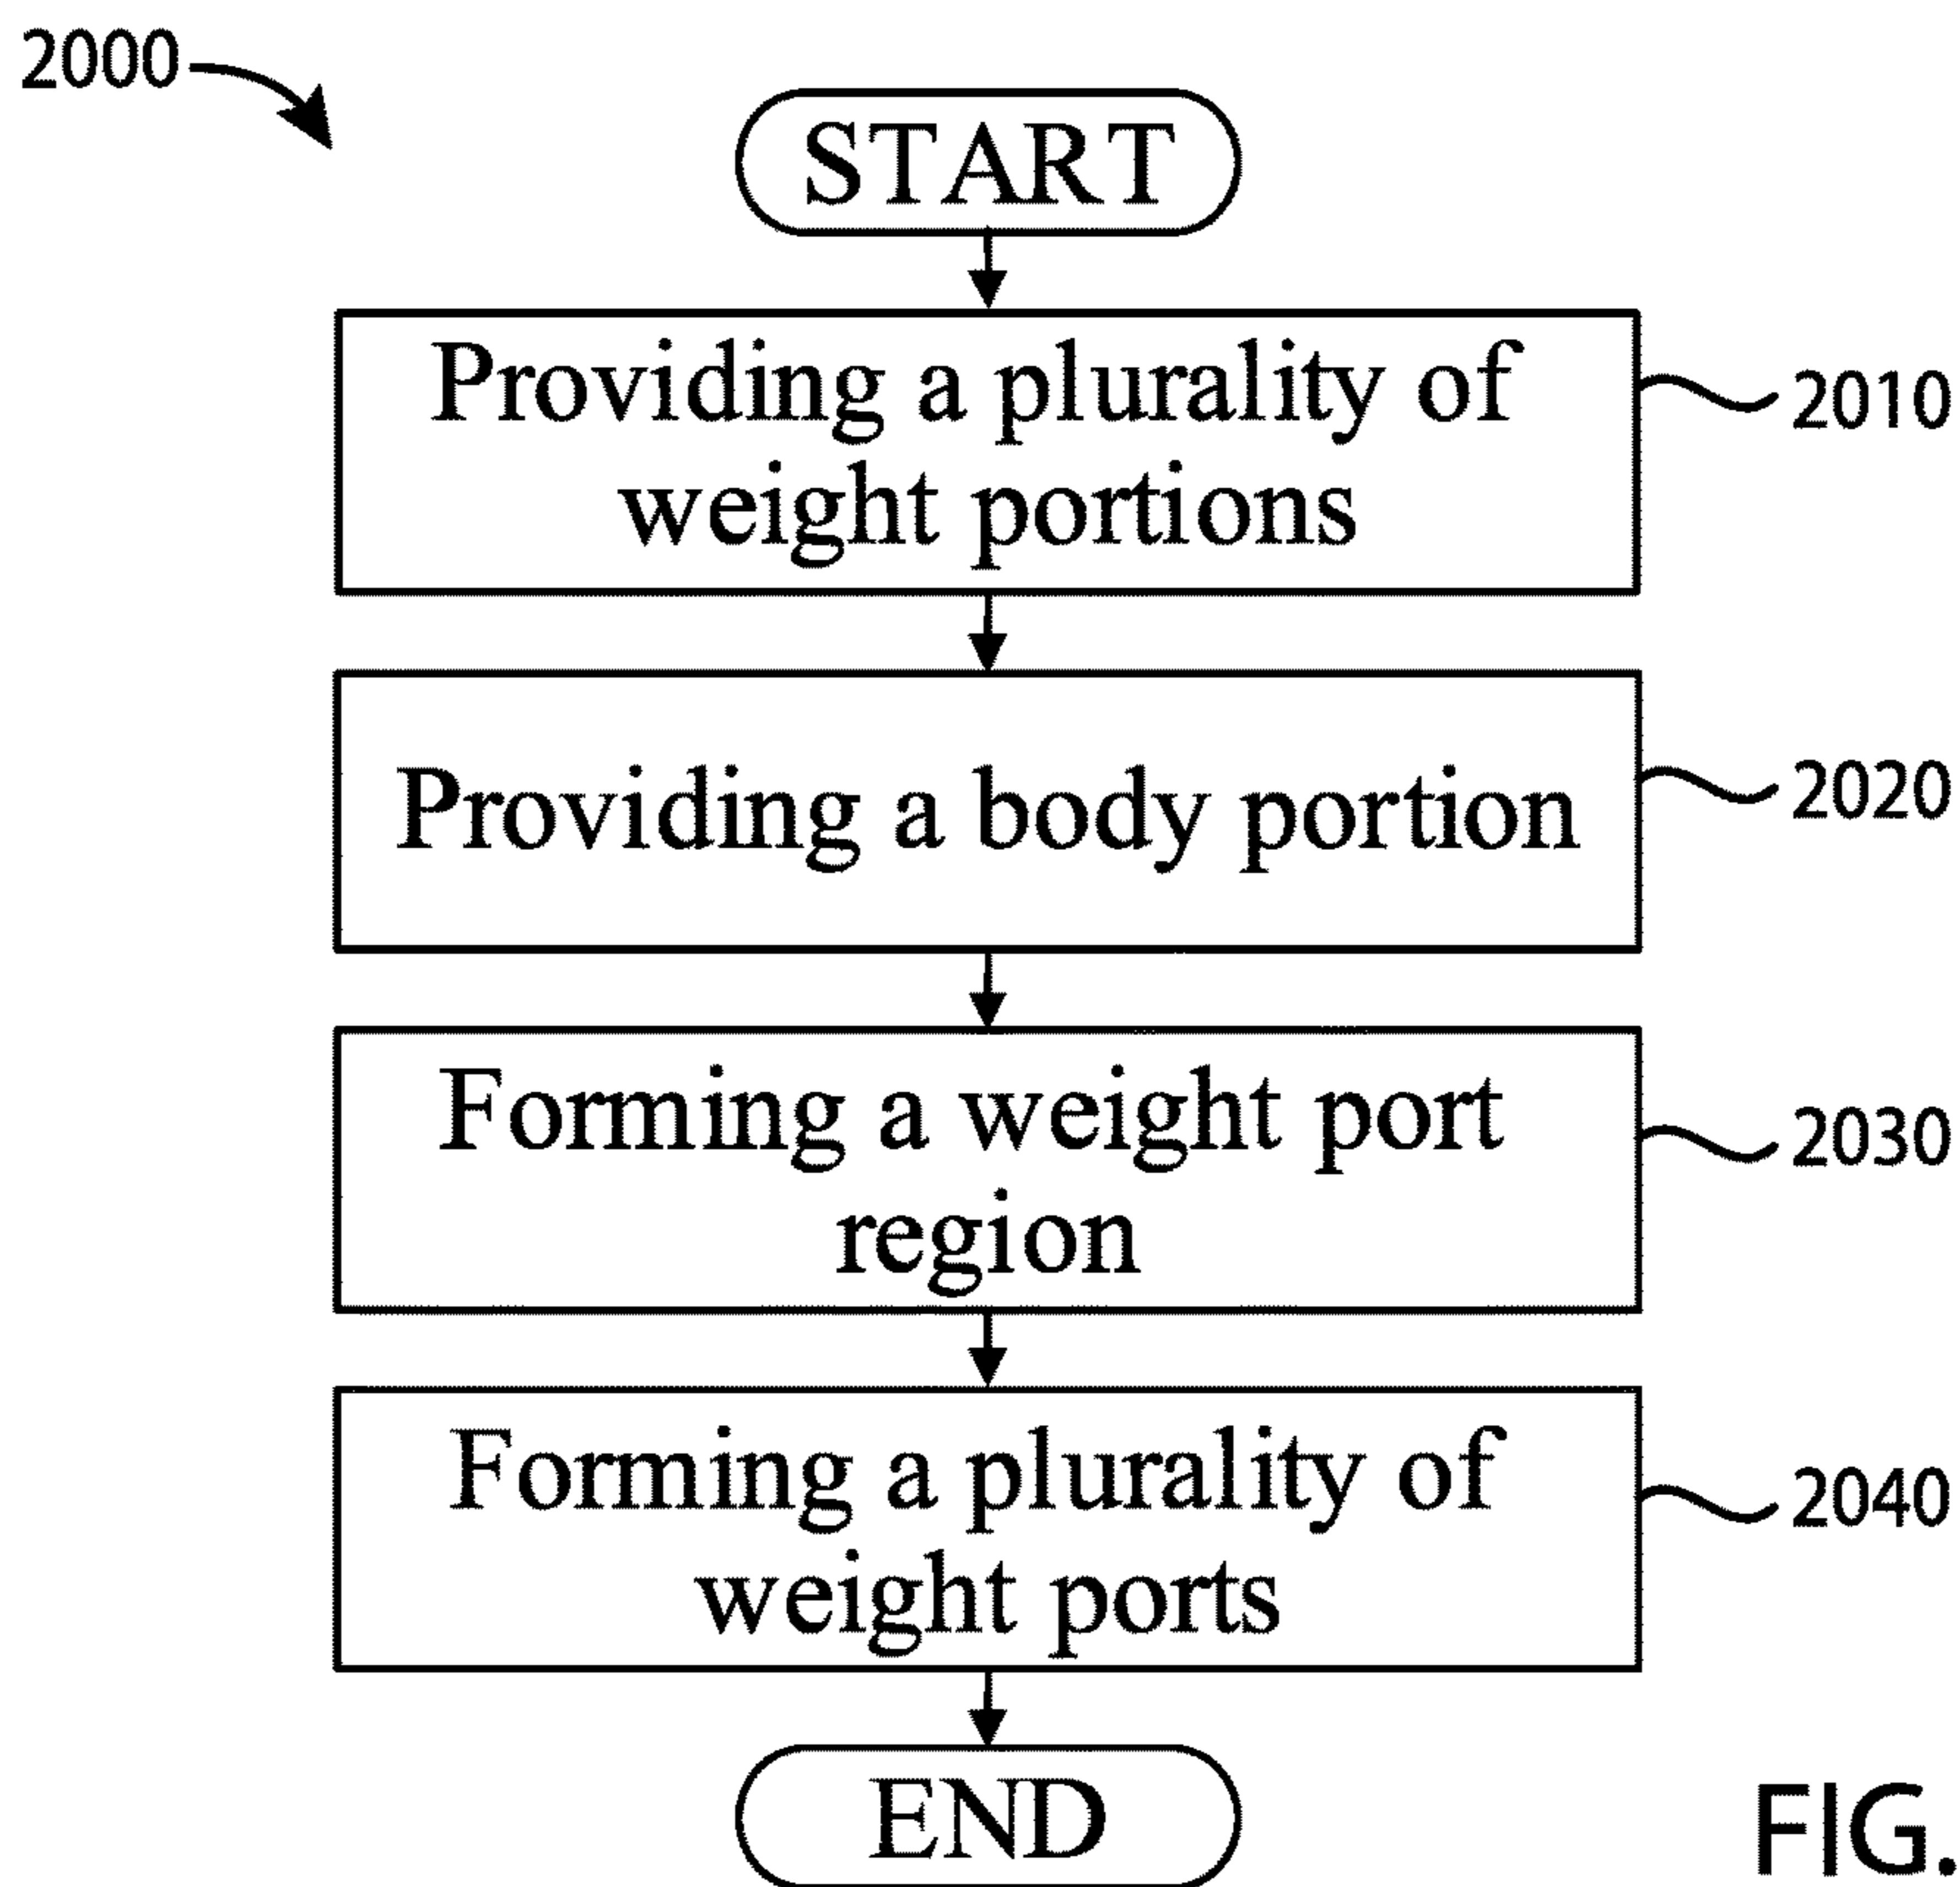 2000
START
Providing a plurality of
weight portions
2010
Providing a body portion
2020
Forming a weight port
region
2030
Forming a plurality of
weight ports
2040
END
FIG.